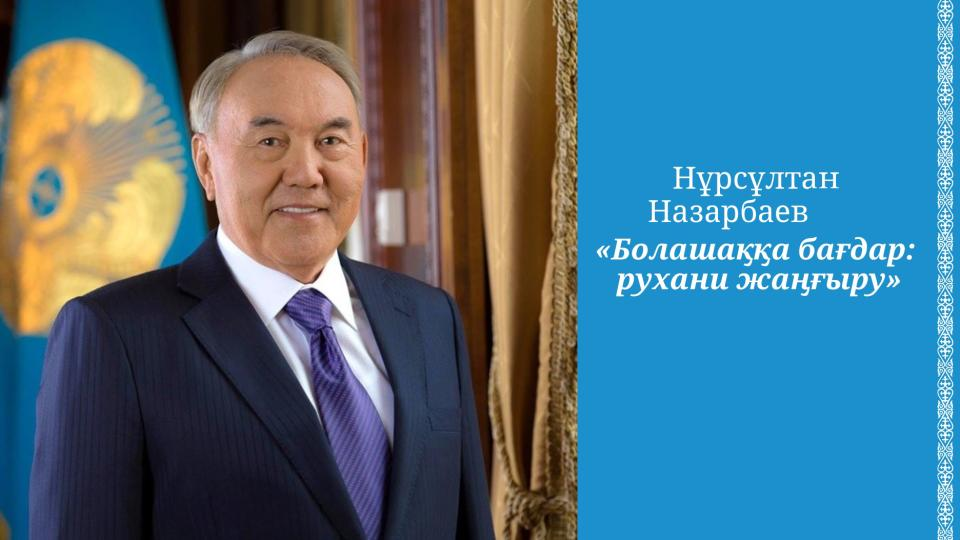 Нұрсұлтан
Назарбаев
«Болашаққа бағдар:
рухани жаңғыру»